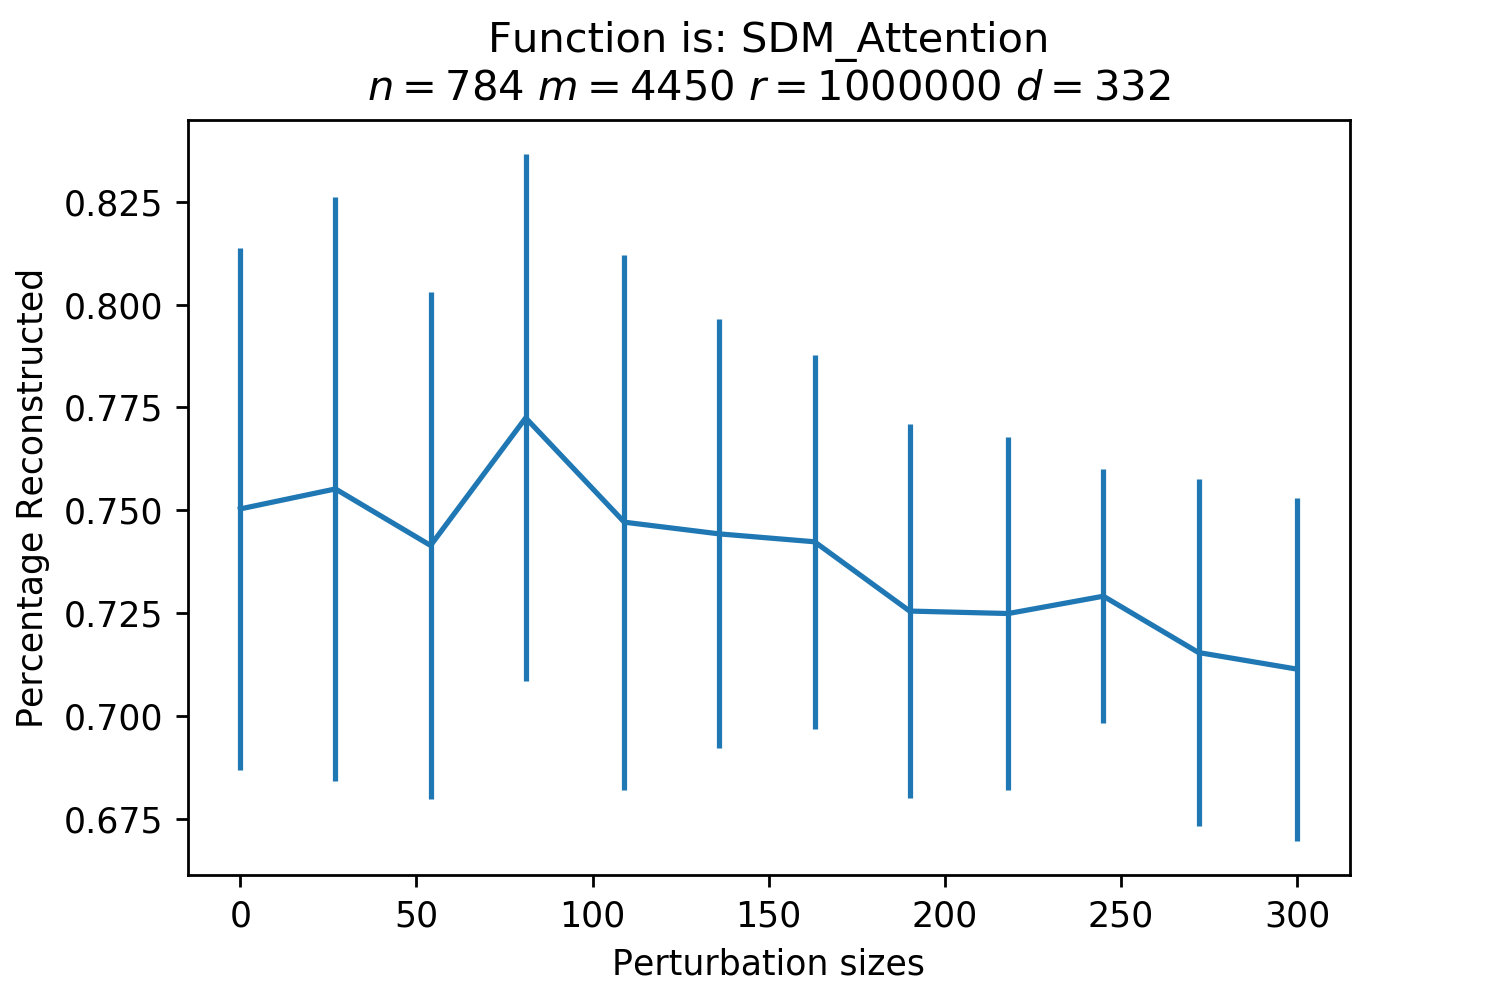 Function is: SDM_Attention
n = 784 m = 4450 r = 1000000 d = 332
Percentage Reconstructed
0.825
0.800
0.775
0.750
0.725
0.700
0.675
0 50 100 150 200 250 300
Perturbation sizes